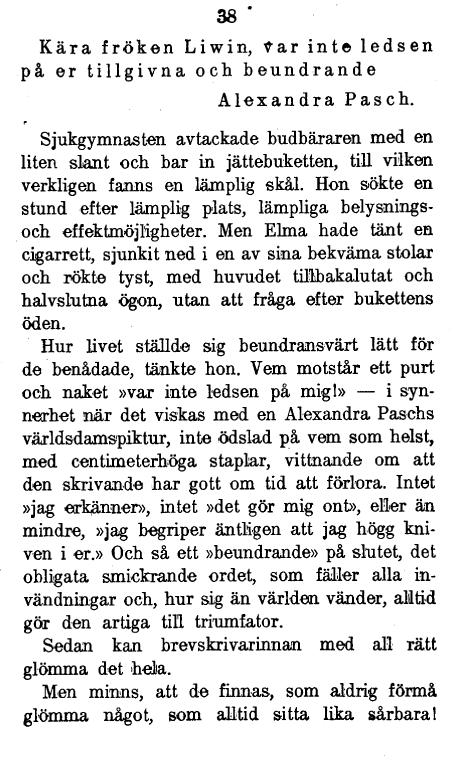 38
Kära fröken Liwin, var inte ledsen
på er tillgivna och beundrande
Alexandra Pasch.
Sjukgymnasten avtackade budbäraren med en
liten slant och bar in jättebuketten, till vilken
verkligen fanns en lämplig skål. Hon sökte en
stund efter lämplig plats, lämpliga belysnings-
och effektmöjligheter. Men Elma hade tänt en
cigarrett, sjunkit ned i en av sina bekväma stolar
och rökte tyst, med huvudet tillbakalutat och
halvslutna ögon, utan att fråga efter bukettens
öden.
Hur livet ställde sig beundransvärt lätt för
de benådade, tänkte hon. Vem motstår ett purt
och naket »var inte ledsen på mig!» — i syn-
nerhet när det viskas med en Alexandra Paschs
världsdamspiktur, inte ödslad på vem som helst,
med centimeterhöga staplar, vittnande om att
den skrivande har gott om tid att förlora. Intet
»jag erkänner», intet »det gör mig ont», eller än
mindre, »jag begriper äntligen att jag högg kni-
ven i er.» Och så ett »beundrande» på slutet, det
obligata smickrande ordet, som fäller alla in-
vändningar och, hur sig än världen vänder, alltid
gör den artiga till triumfator.
Sedan kan brevskrivarinnan med all rätt
glömma det hela.
Men minns, att de finnas, som aldrig förmå
glömma något, som alltid sitta lika sårbara!